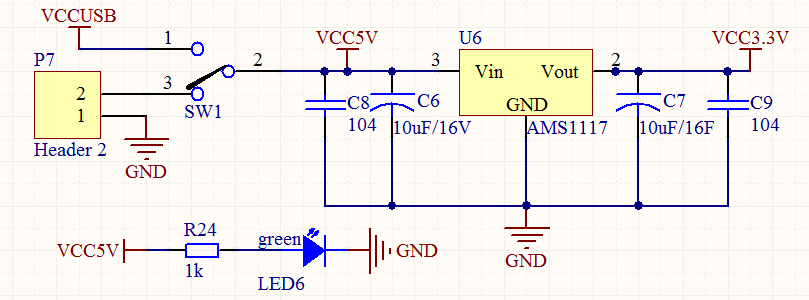 VCCUSB
P7
2
1
Header 2
GND
1
3
2
SW1
VCC5V
C8
104
C6
10uF/16V
3
U6
Vin
Vout
GND
AMS1117
2
C7
10uF/16F
VCC3.3V
C9
104
GND
VCC5V
R24
1k
green
LED6
GND